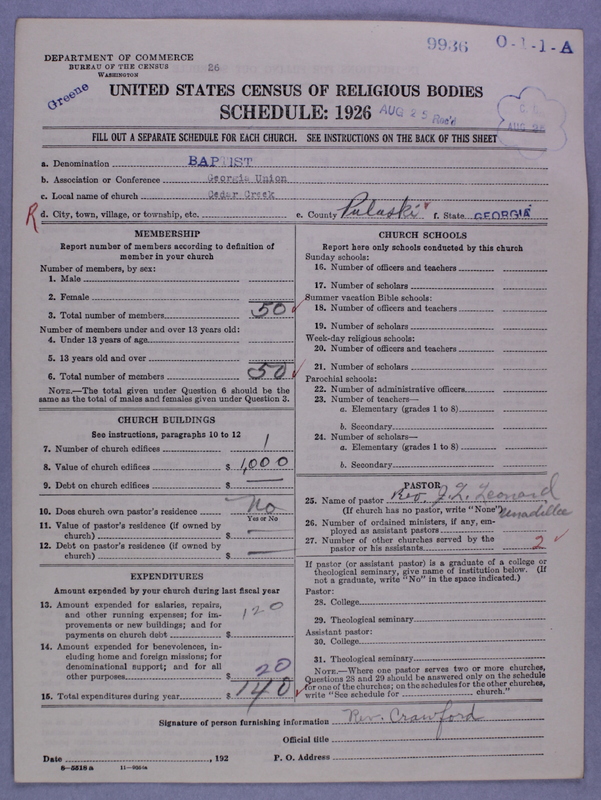 9936 O-1-1-A
DEPARTMENT OF COMMERCE
BUREAU OF THE CENSUS
WASHINGTON
26
Greene
UNITED STATES CENSUS OF RELIGIOUS BODIES
SCHEDULE: 1926 AUG 25 Rec'd
AUG 28
FILL OUT A SEPARATE SCHEDULE FOR EACH CHURCH. SEE INSTRUCTIONS ON THE BACK OF THIS SHEET
a. Denomination BAPTIST
b. Association or Conference Georgia Union
c. Local name of church Cedar Creek
R d. City, town, village, or township, etc. e. County Pulaski f. State GEORGIA
MEMBERSHIP
Report number of members according to definition of
member in your church
Number of members, by sex:
1. Male
2. Female
3. Total number of members 50
Number of members under and over 13 years old:
4. Under 13 years of age
5. 13 years old and over
6. Total number of members 50
NOTE.—The total given under Question 6 should be the
same as the total of males and females given under Question 3.
CHURCH BUILDINGS
See instructions, paragraphs 10 to 12
7. Number of church edifices 1
8. Value of church edifices $ 1,000
9. Debt on church edifices $ —
10. Does church own pastor's residence No
Yes or No
11. Value of pastor's residence (if owned by
church) $ —
12. Debt on pastor's residence (if owned by
church) $ —
EXPENDITURES
Amount expended by your church during last fiscal year
13. Amount expended for salaries, repairs,
and other running expenses; for im-
provements or new buildings; and for
payments on church debt $ 120
14. Amount expended for benevolences, in-
cluding home and foreign missions; for
denominational support; and for all
other purposes $ 20
15. Total expenditures during year $ 140
CHURCH SCHOOLS
Report here only schools conducted by this church
Sunday schools:
16. Number of officers and teachers
17. Number of scholars
Summer vacation Bible schools:
18. Number of officers and teachers
19. Number of scholars
Week-day religious schools:
20. Number of officers and teachers
21. Number of scholars
Parochial schools:
22. Number of administrative officers
23. Number of teachers—
a. Elementary (grades 1 to 8)
b. Secondary
24. Number of scholars—
a. Elementary (grades 1 to 8)
b. Secondary
PASTOR
25. Name of pastor Rev. J. L. Leonard
(If church has no pastor, write "None") Unadilla
26. Number of ordained ministers, if any, em-
ployed as assistant pastors
27. Number of other churches served by the
pastor or his assistants 2
If pastor (or assistant pastor) is a graduate of a college or
theological seminary, give name of institution below. (If
not a graduate, write "No" in the space indicated.)
Pastor:
28. College
29. Theological seminary
Assistant pastor:
30. College
31. Theological seminary
NOTE.—Where one pastor serves two or more churches,
Questions 28 and 29 should be answered only on the schedule
for one of the churches; on the schedules for the other churches,
write "See schedule for church."
Signature of person furnishing information Rev. Crawford
Official title
Date , 192 P. O. Address
8—5518 a